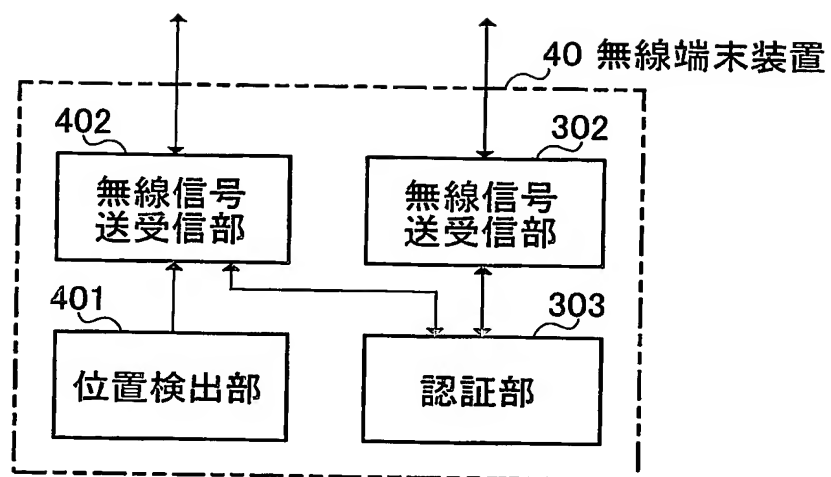 40 無線端末装置
402
無線信号
送受信部
302
無線信号
送受信部
401
位置検出部
303
認証部